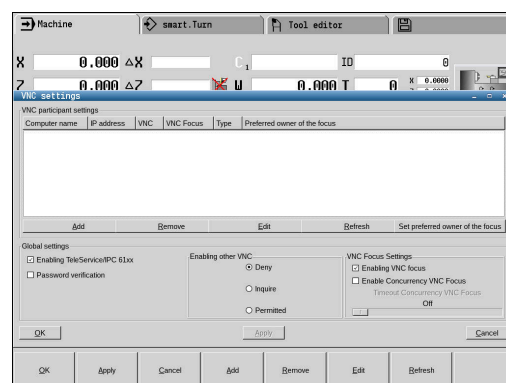 Machine smart.Turn Tool editor
X 0.000 △X C 1 ID 0
Z 0.000 △Z W 0.000 T 0 X 0.0000
VNC settings
VNC participant settings
Computer name IP address VNC VNC Focus Type Preferred owner of the focus
Add Remove Edit Refresh Set preferred owner of the focus
Global settings
Enabling TeleService/IPC 61xx
Password verification
Enabling other VNC
Deny
Inquire
Permitted
VNC Focus Settings
Enabling VNC focus
Enable Concurrency VNC Focus
Timeout Concurrency VNC Focus
Off
OK Apply Cancel
OK Apply Cancel Add Remove Edit Refresh